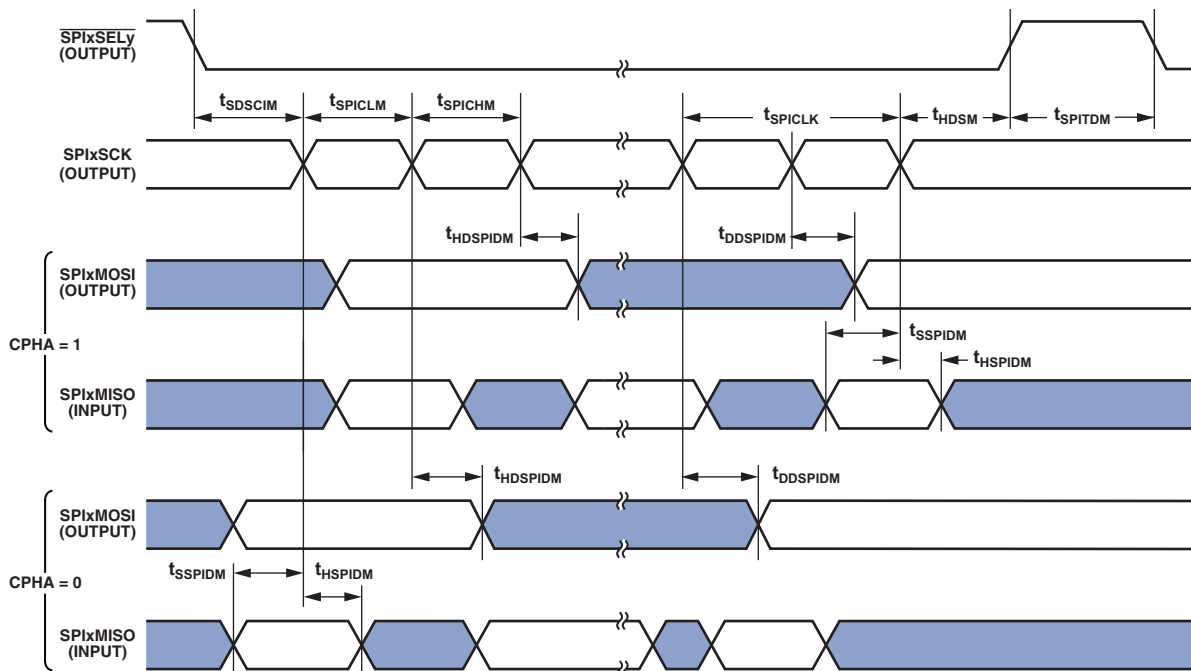 SPIxSELy
(OUTPUT)
tSDSCIM tSPICLM tSPICHM tSPICLK tHDSM tSPITDM
SPIxSCK
(OUTPUT)
tHDSPIDM tDDSPIDM
SPIxMOSI
(OUTPUT)
tSSPIDM
CPHA = 1
tHSPIDM
SPIxMISO
(INPUT)
tHDSPIDM tDDSPIDM
SPIxMOSI
(OUTPUT)
CPHA = 0
tSSPIDM tHSPIDM
SPIxMISO
(INPUT)